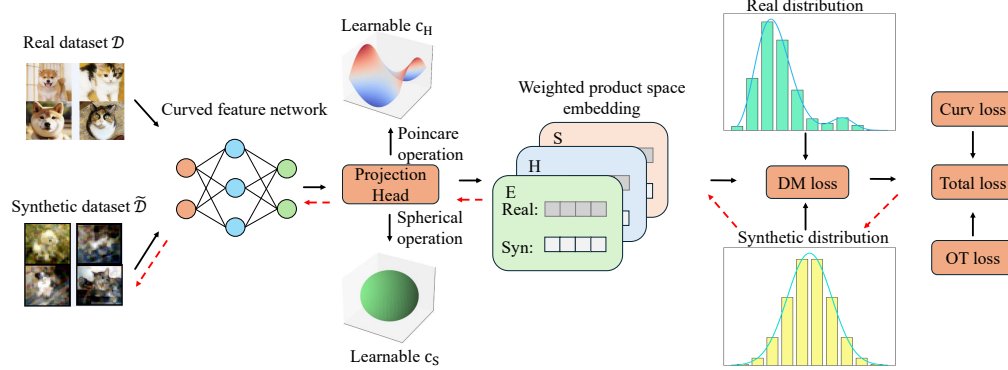 Real dataset 𝒟
Synthetic dataset 𝒟̃
Curved feature network
Learnable c_H
Poincare
operation
Projection
Head
Spherical
operation
Learnable c_S
Weighted product space
embedding
S
H
E
Real:
Syn:
Real distribution
DM loss
Synthetic distribution
Curv loss
Total loss
OT loss